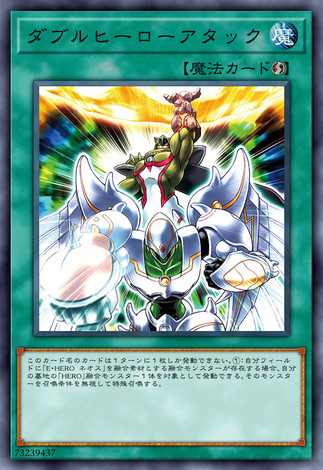 ダブルヒーローアタック
魔
【魔法カード】
このカード名のカードは１ターンに１枚しか発動できない。①：自分フィール
ドに「E・HERO ネオス」を融合素材とする融合モンスターが存在する場合、自分
の墓地の「HERO」融合モンスター１体を対象として発動できる。そのモンスタ
ーを召喚条件を無視して特殊召喚する。
73239437